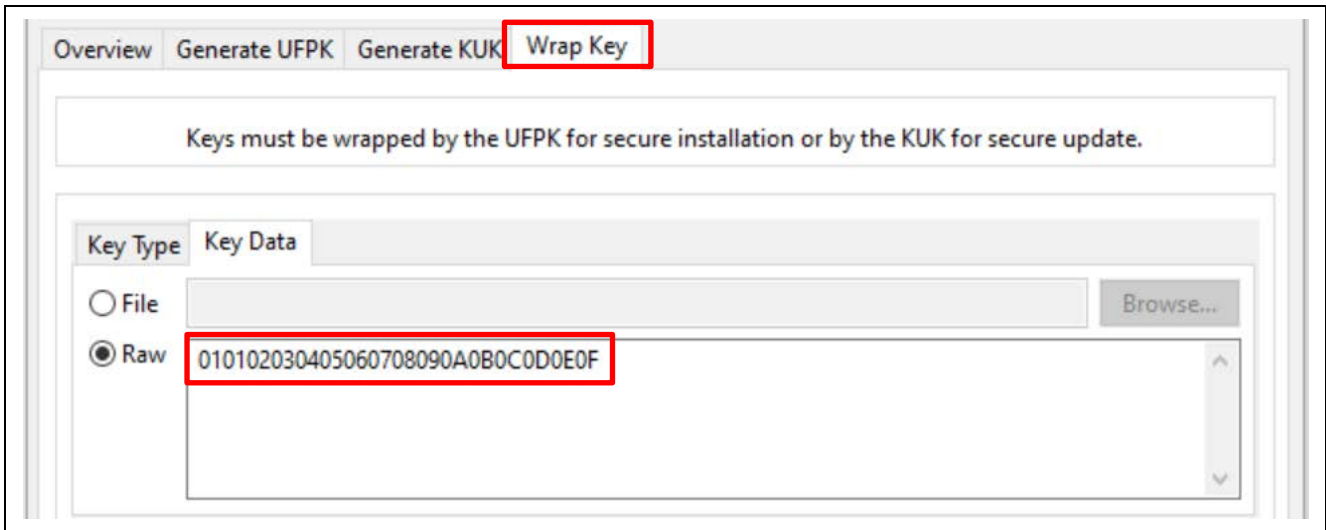 Overview Generate UFPK Generate KUK Wrap Key
Keys must be wrapped by the UFPK for secure installation or by the KUK for secure update.
Key Type Key Data
File Browse...
Raw 010102030405060708090A0B0C0D0E0F